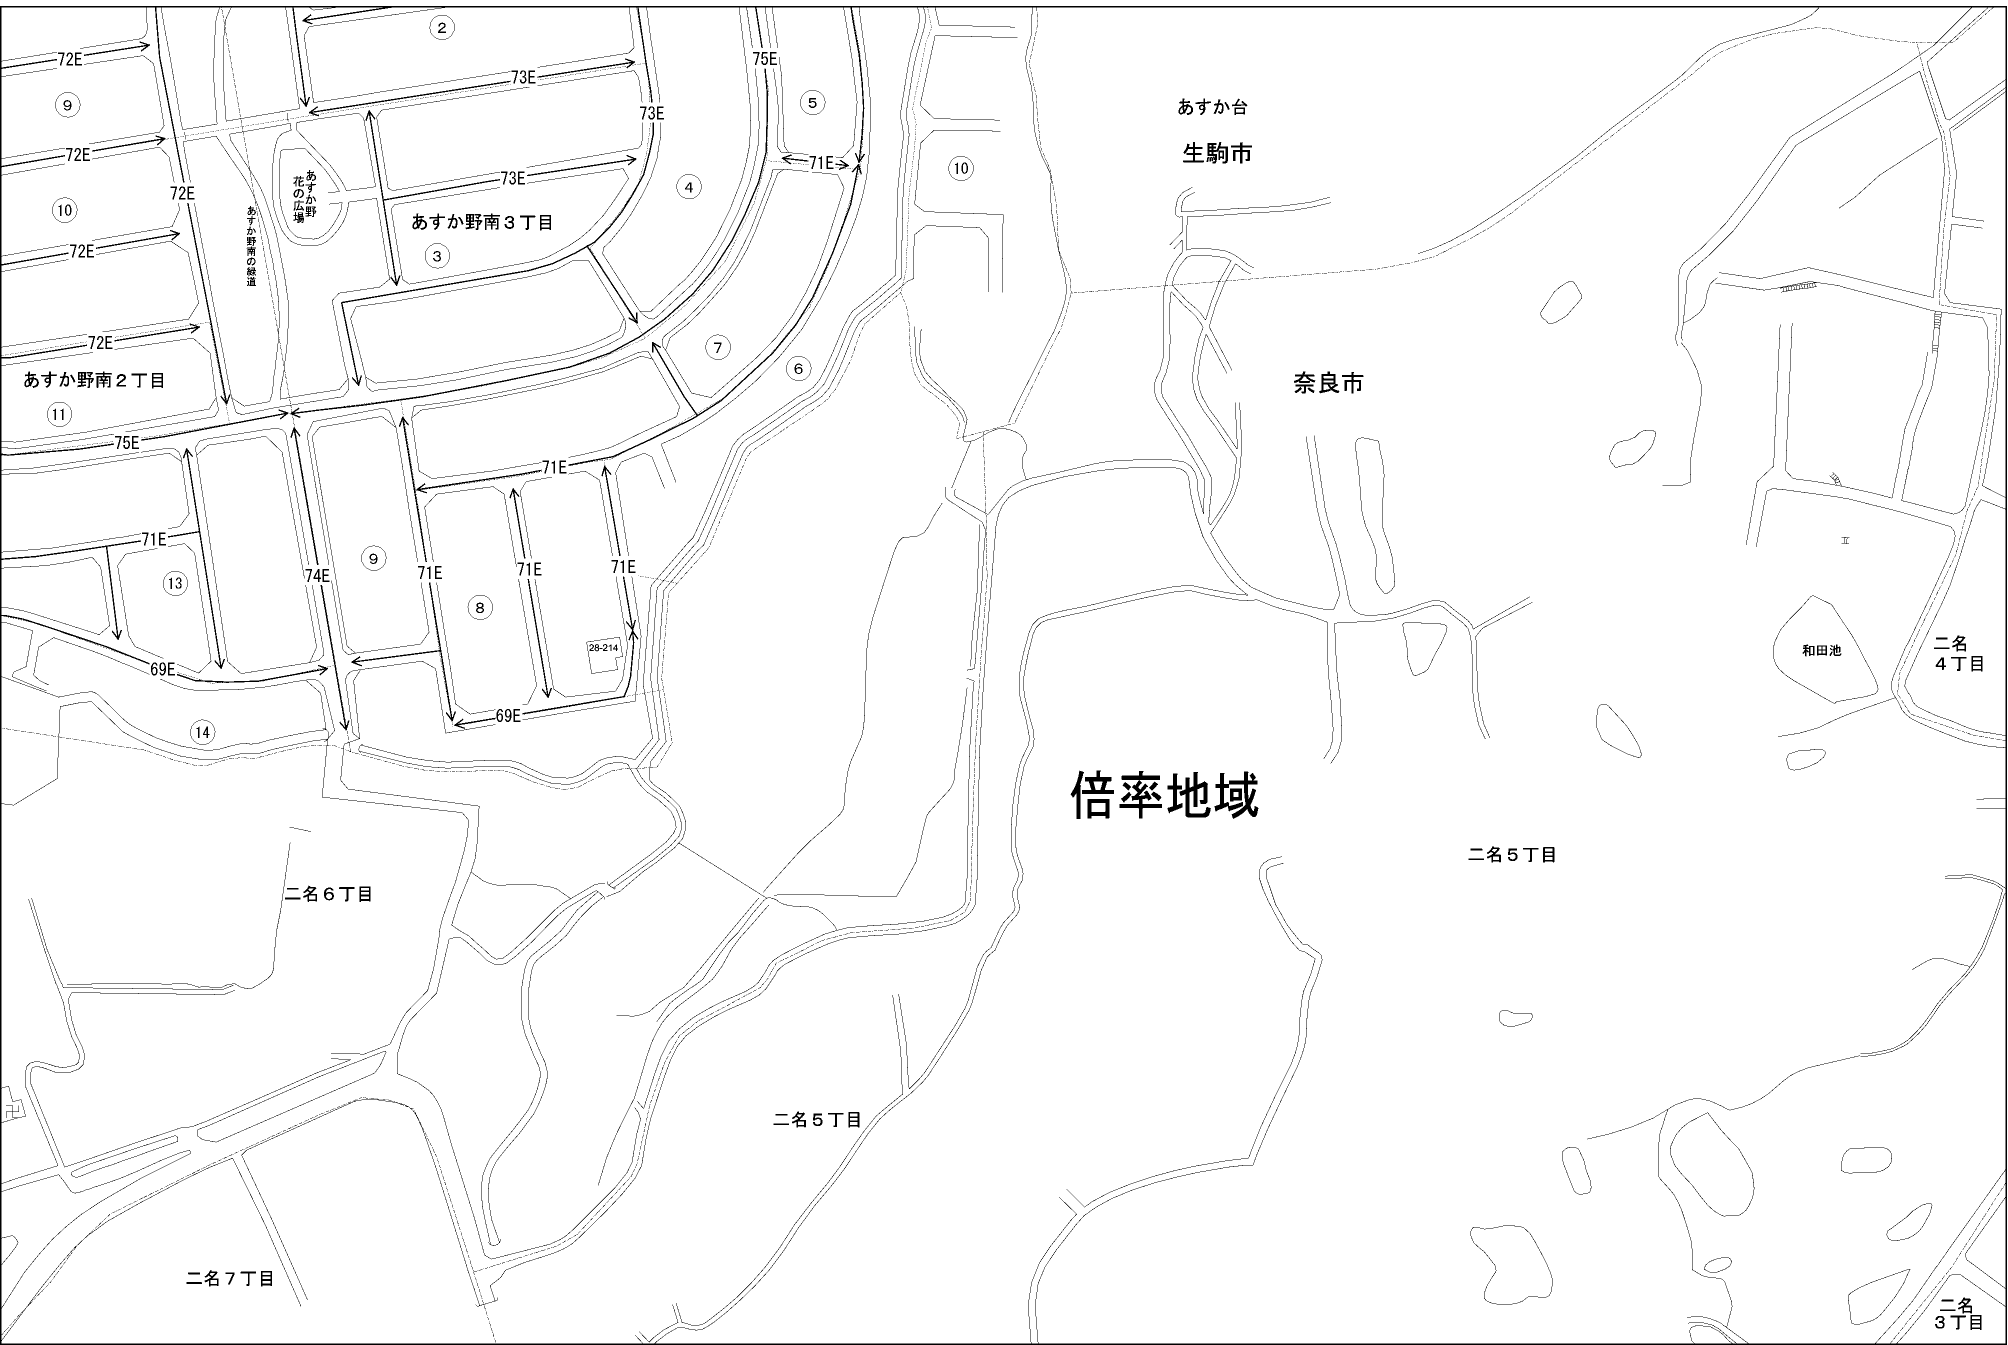 ②
72E
75E
73E
⑨
⑤
73E
あすか台
72E
生駒市
71E
⑩
72E
73E
④
あすか野
花の広場
⑩
あすか野南の緑道
あすか野南３丁目
③
72E
72E
⑦
⑥
あすか野南２丁目
奈良市
⑪
75E
71E
71E
⑨
74E
71E
71E
71E
⑬
⑧
28-214
和田池
二名
４丁目
69E
69E
⑭
倍率地域
二名５丁目
二名６丁目
二名５丁目
二名７丁目
二名
３丁目